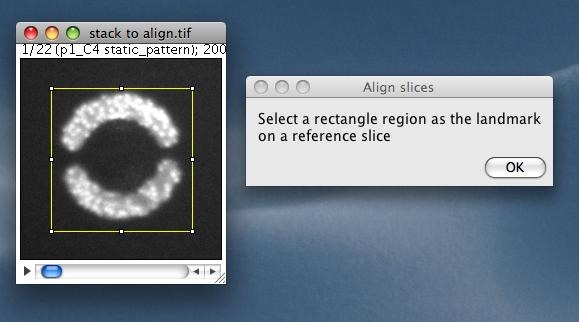 stack to align.tif
1/22 (p1_C4 static_pattern); 200
Align slices
Select a rectangle region as the landmark
on a reference slice
OK